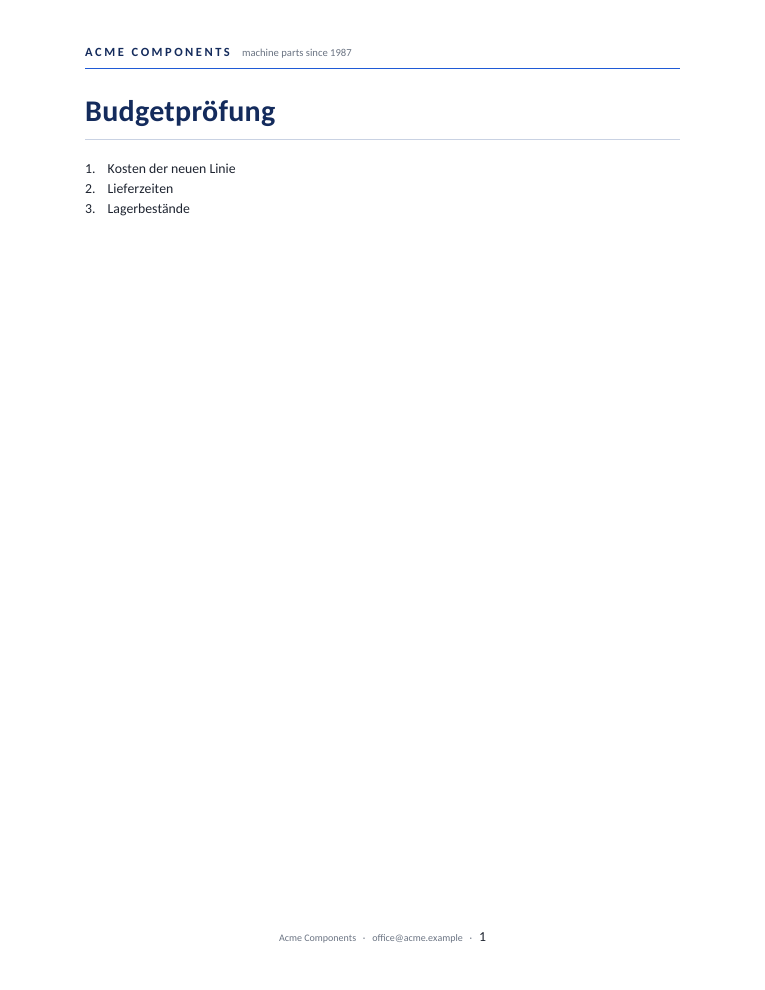 ACME COMPONENTS machine parts since 1987
Budgetpröfung
1. Kosten der neuen Linie
2. Lieferzeiten
3. Lagerbestände
Acme Components · office@acme.example · 1